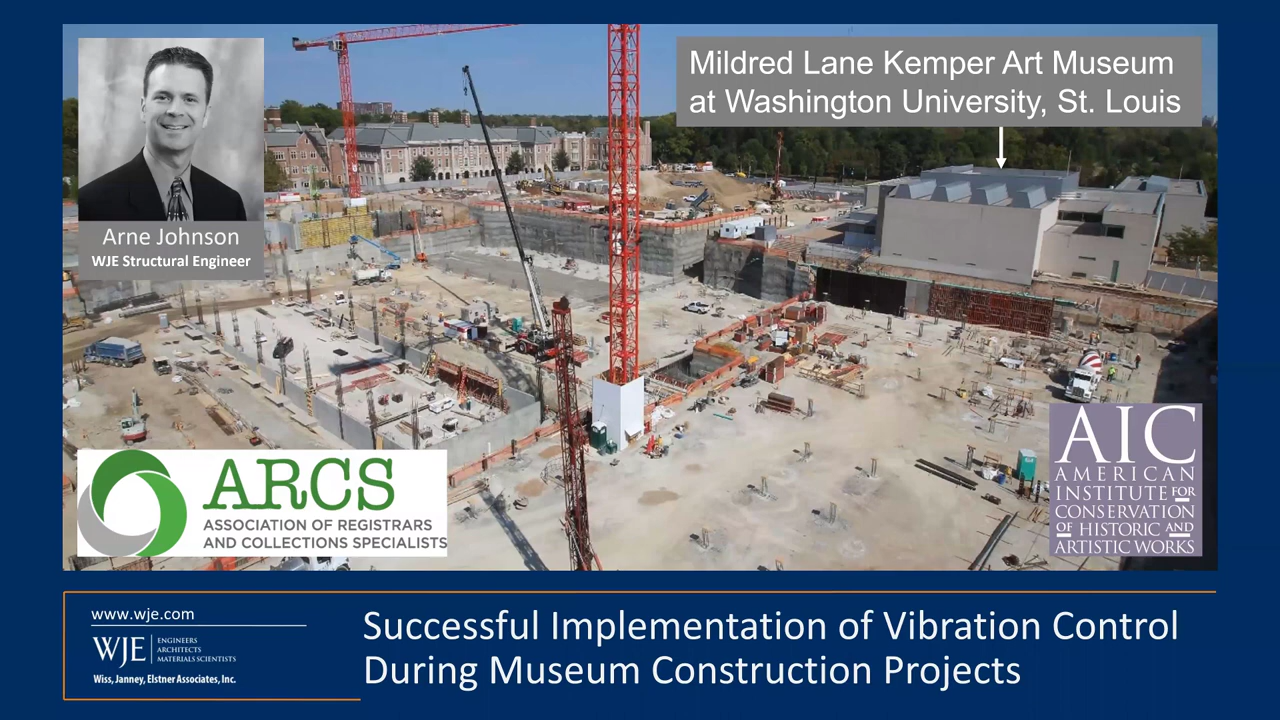 Mildred Lane Kemper Art Museum
at Washington University, St. Louis
Arne Johnson
WJE Structural Engineer
ARCS
ASSOCIATION OF REGISTRARS
AND COLLECTIONS SPECIALISTS
AIC
AMERICAN
INSTITUTE FOR
CONSERVATION
OF HISTORIC AND
ARTISTIC WORKS
www.wje.com
WJE
ENGINEERS
ARCHITECTS
MATERIALS SCIENTISTS
Wiss, Janney, Elstner Associates, Inc.
Successful Implementation of Vibration Control
During Museum Construction Projects